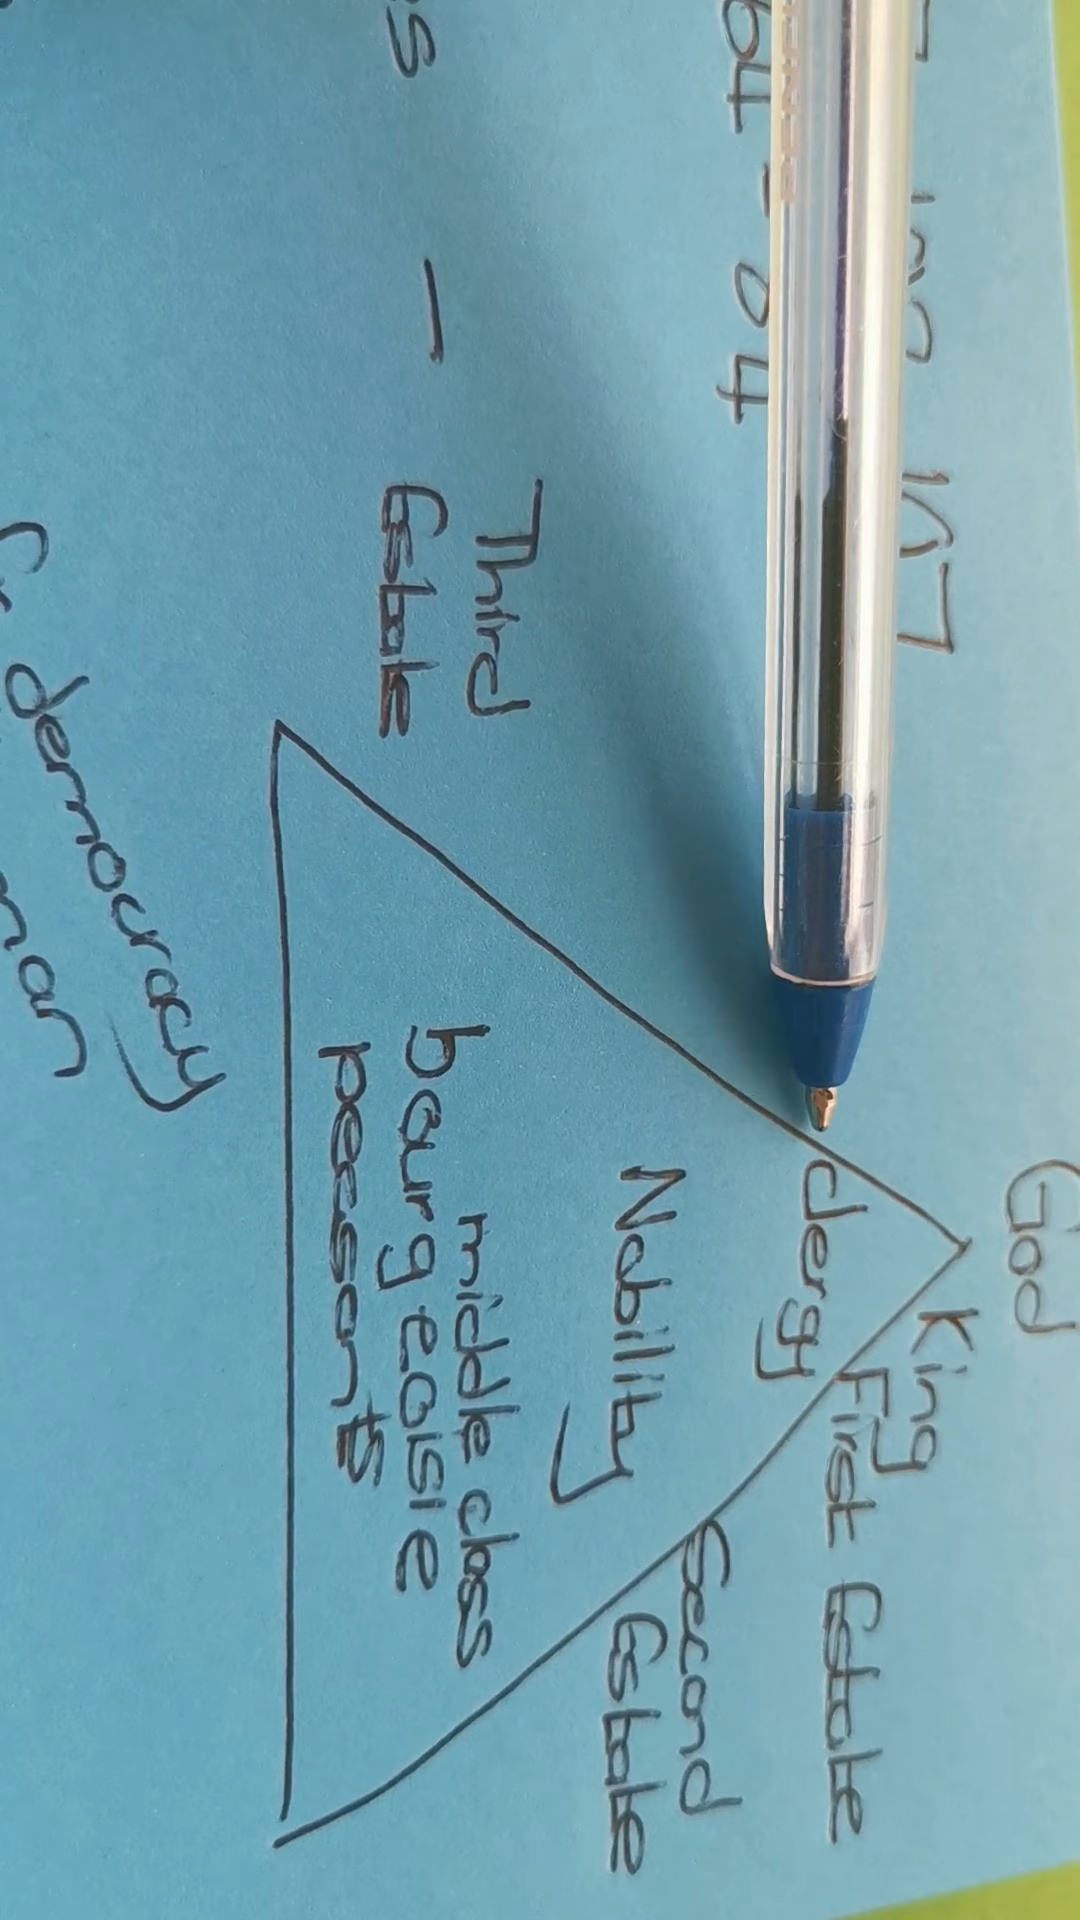 God
King
clergy
First Estate
Nobility
Second
Estate
Third
Estate
middle class
bourgeoisie
peasants
democracy